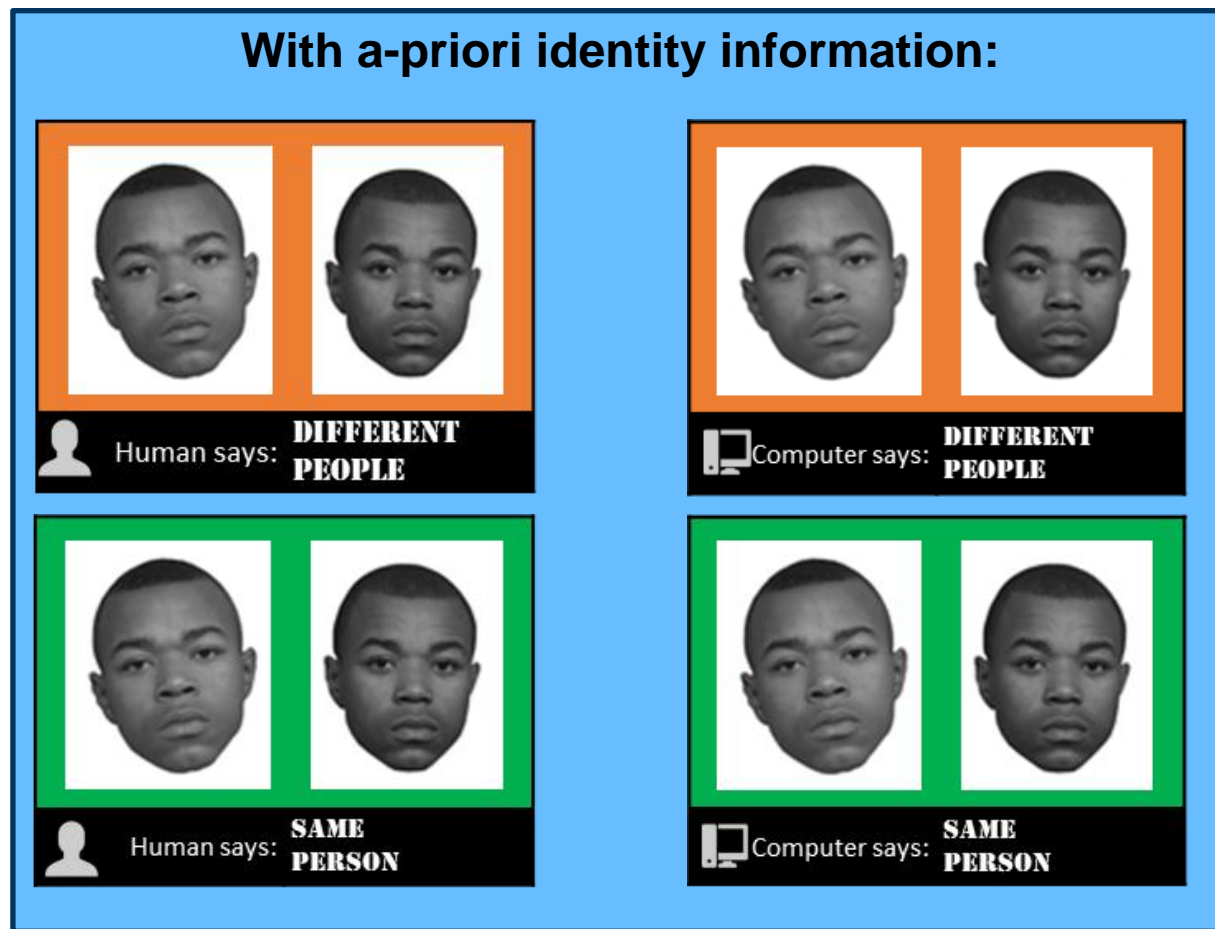 With a-priori identity information:
Human says: DIFFERENT PEOPLE
Computer says: DIFFERENT PEOPLE
Human says: SAME PERSON
Computer says: SAME PERSON